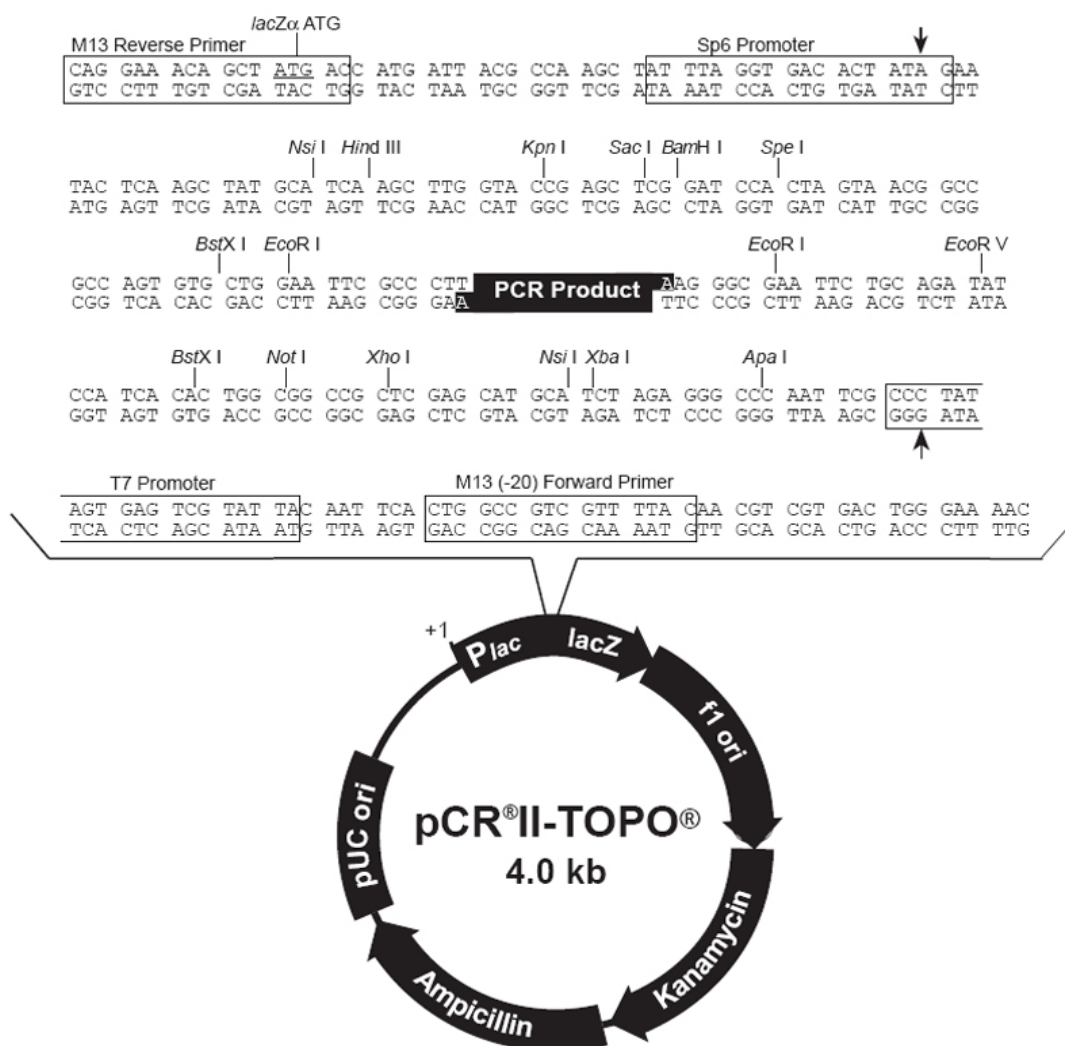 lacZα ATG
M13 Reverse Primer
Sp6 Promoter
CAG GAA ACA GCT ATG ACC ATG ATT ACG CCA AGC TAT TTA GGT GAC ACT ATA GAA
GTC CTT TGT CGA TAC TGG TAC TAA TGC GGT TCG ATA AAT CCA CTG TGA TAT CTT
Nsi I Hind III Kpn I Sac I BamH I Spe I
TAC TCA AGC TAT GCA TCA AGC TTG GTA CCG AGC TCG GAT CCA CTA GTA ACG GCC
ATG AGT TCG ATA CGT AGT TCG AAC CAT GGC TCG AGC CTA GGT GAT CAT TGC CGG
BstX I EcoR I EcoR I EcoR V
GCC AGT GTG CTG GAA TTC GCC CTT PCR Product AAG GGC GAA TTC TGC AGA TAT
CGG TCA CAC GAC CTT AAG CGG GAA TTC CCG CTT AAG ACG TCT ATA
BstX I Not I Xho I Nsi I Xba I Apa I
CCA TCA CAC TGG CGG CCG CTC GAG CAT GCA TCT AGA GGG CCC AAT TCG CCC TAT
GGT AGT GTG ACC GCC GGC GAG CTC GTA CGT AGA TCT CCC GGG TTA AGC GGG ATA
T7 Promoter M13 (-20) Forward Primer
AGT GAG TCG TAT TAC AAT TCA CTG GCC GTC GTT TTA CAA CGT CGT GAC TGG GAA AAC
TCA CTC AGC ATA ATG TTA AGT GAC CGG CAG CAA AAT GTT GCA GCA CTG ACC CTT TTG
+1
Plac lacZ
f1 ori
Kanamycin
Ampicillin
pUC ori
pCR®II-TOPO®
4.0 kb